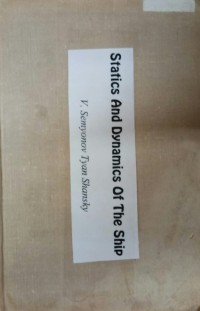 Statics And Dynamics Of The Ship
V. Semyonov Tyan Shansky